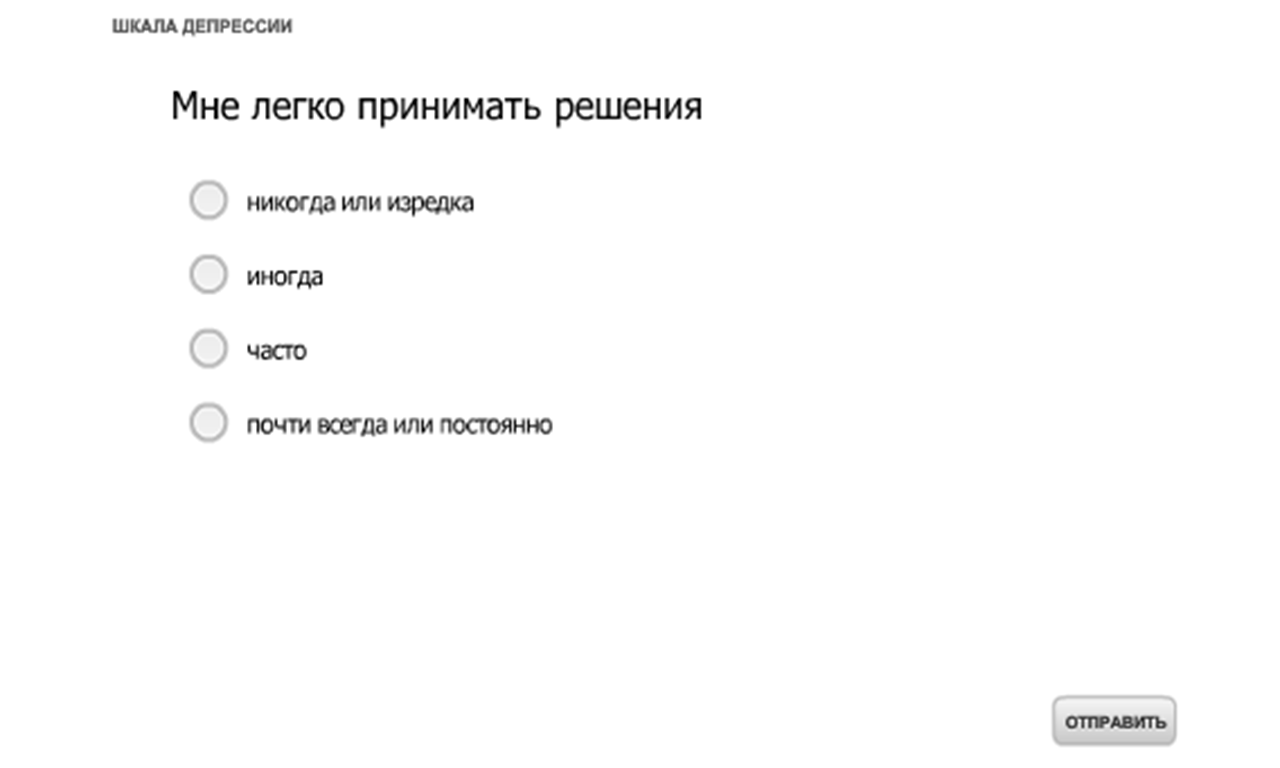 ШКАЛА ДЕПРЕССИИ
Мне легко принимать решения
никогда или изредка
иногда
часто
почти всегда или постоянно
ОТПРАВИТЬ